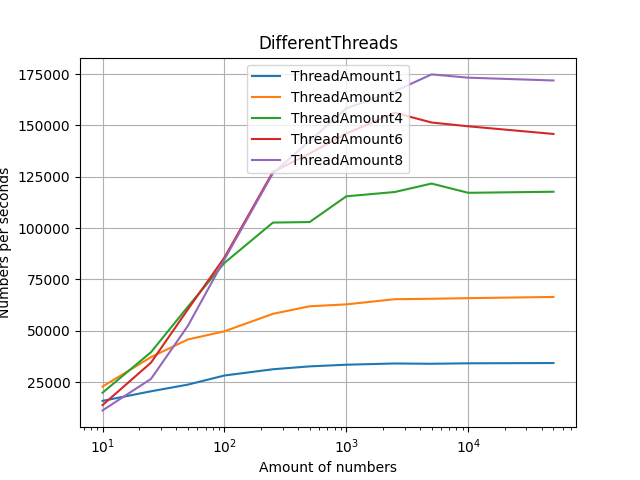 DifferentThreads
175000
150000
125000
100000
75000
50000
25000
Numbers per seconds
ThreadAmount1
ThreadAmount2
ThreadAmount4
ThreadAmount6
ThreadAmount8
10¹ 10² 10³ 10⁴
Amount of numbers